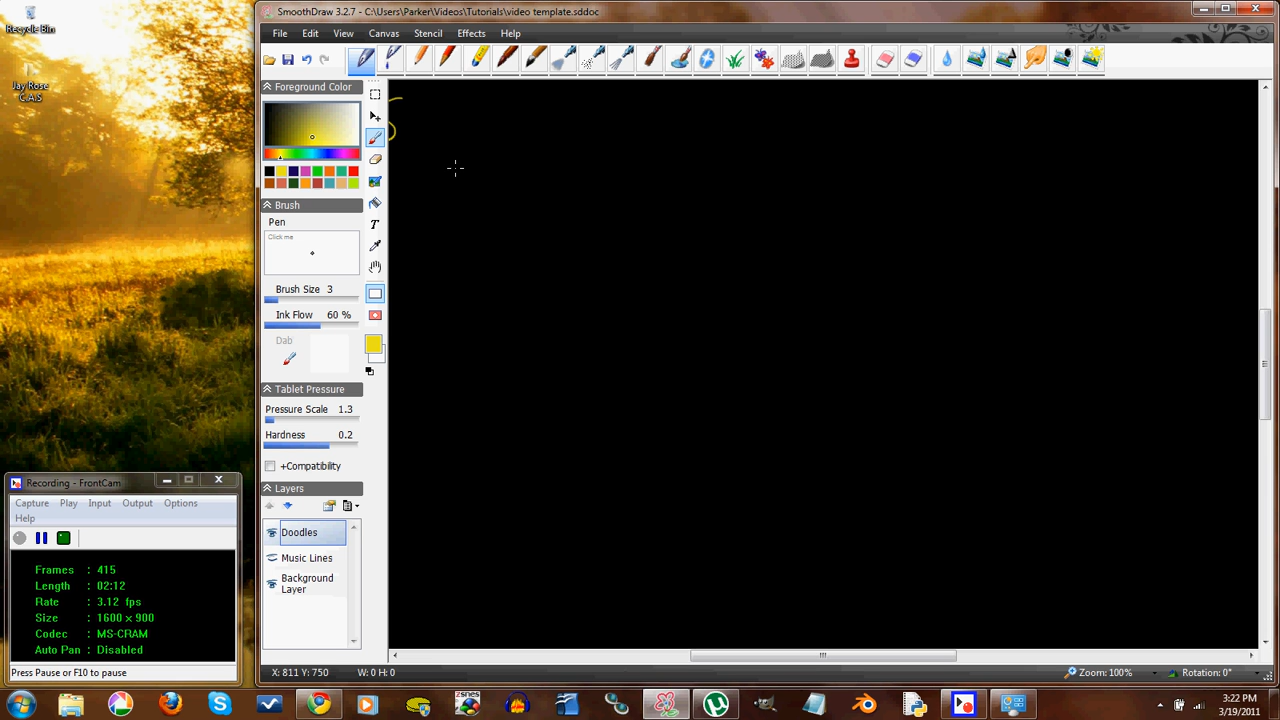 Recycle Bin
Jay Rose
C.A.S
SmoothDraw 3.2.7 - C:\Users\Parker\Videos\Tutorials\video template.sddoc
File Edit View Canvas Stencil Effects Help
Foreground Color
Brush
Pen
Click me
Brush Size 3
Ink Flow 60 %
Dab
Tablet Pressure
Pressure Scale 1.3
Hardness 0.2
+Compatibility
Layers
Doodles
Music Lines
Background
Layer
X: 811 Y: 750 W: 0 H: 0
Zoom: 100% Rotation: 0°
Recording - FrontCam
Capture Play Input Output Options
Help
Frames : 415
Length : 02:12
Rate : 3.12 fps
Size : 1600 x 900
Codec : MS-CRAM
Auto Pan : Disabled
Press Pause or F10 to pause
zsnes
3:22 PM
3/19/2011